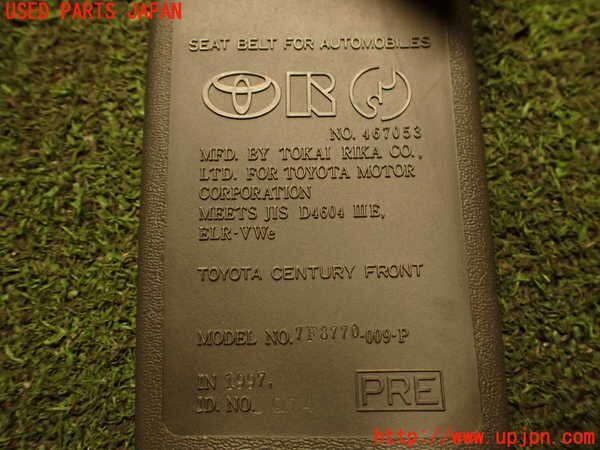 USED PARTS JAPAN
SEAT BELT FOR AUTOMOBILES
NO. 467053
MFD. BY TOKAI RIKA CO.,
LTD. FOR TOYOTA MOTOR
CORPORATION
MEETS JIS D4604 ⅢE,
ELR-VWe
TOYOTA CENTURY FRONT
MODEL NO. 7F8770-009-P
IN 1997,
ID. NO.
PRE
http://www.upjpn.com/